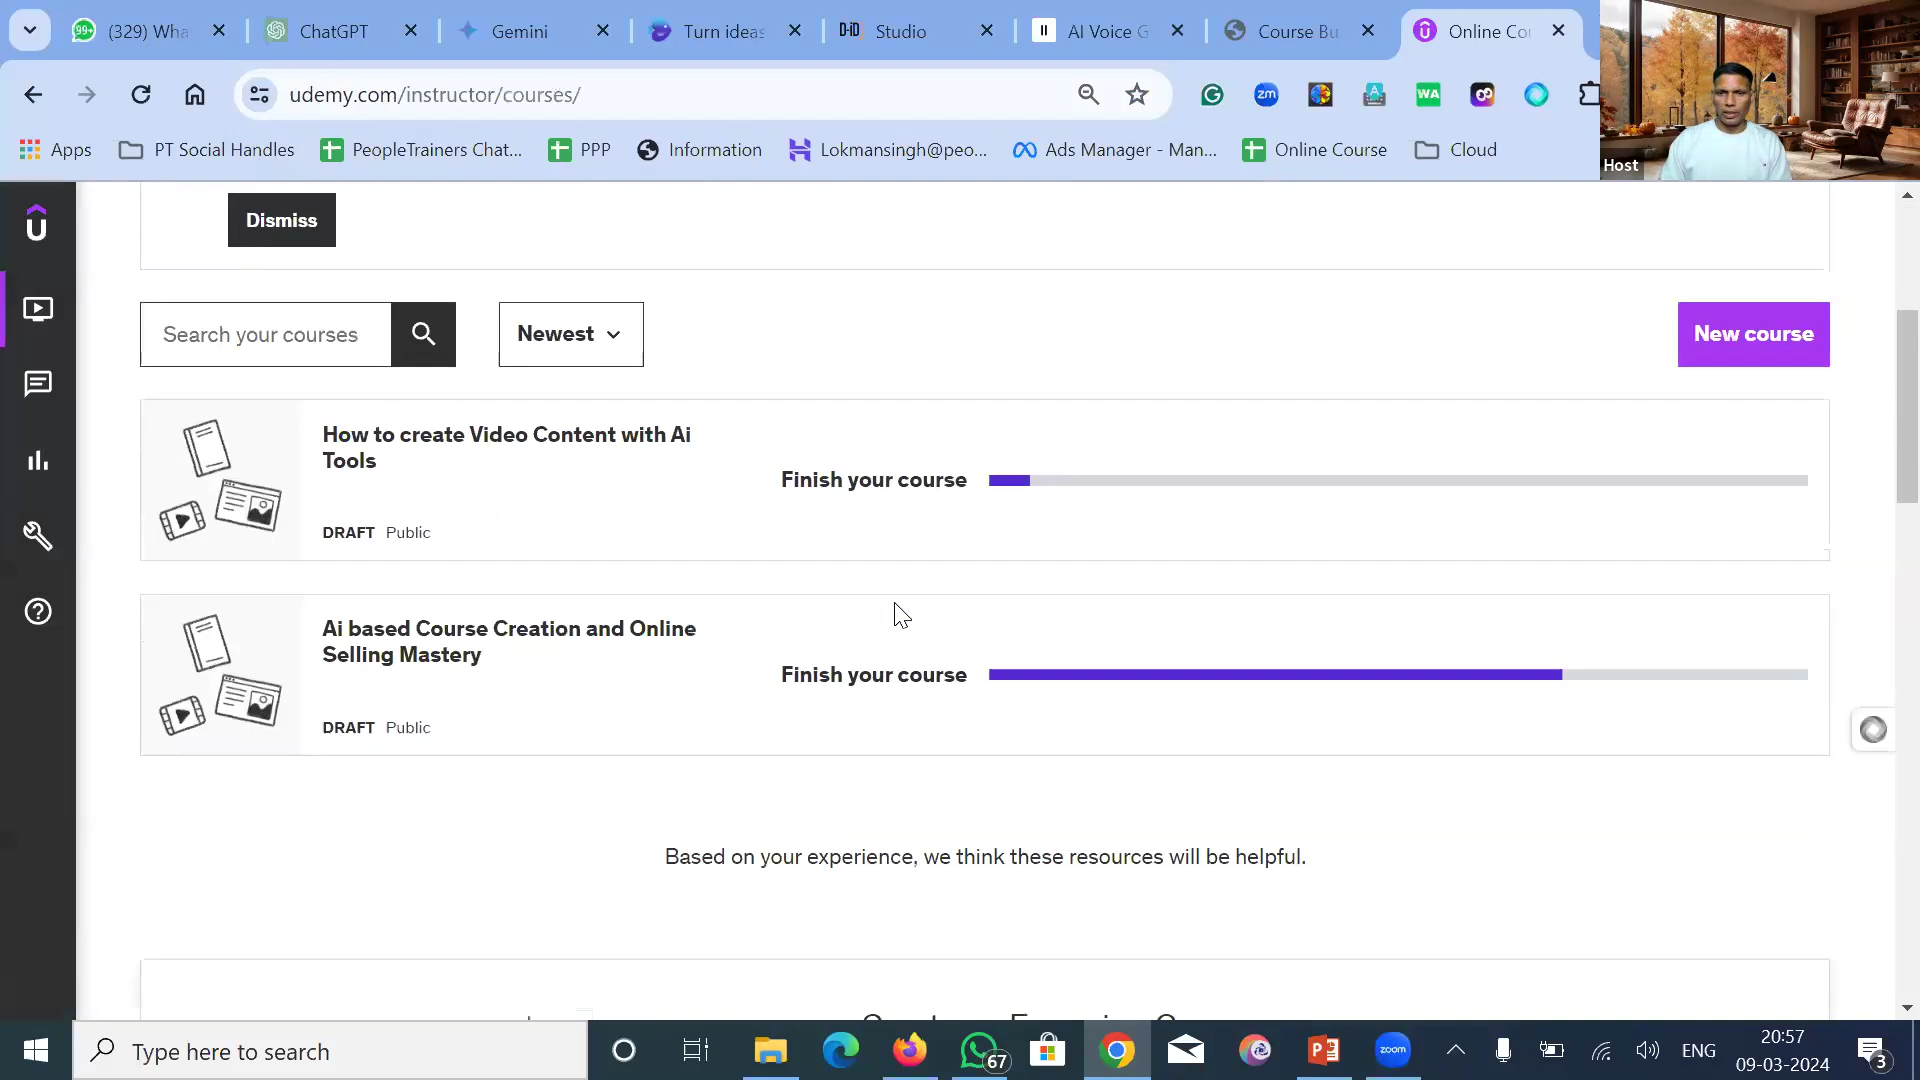 (329) Wha
ChatGPT
Gemini
Turn ideas
D-iD Studio
AI Voice G
Course Bu
Online Co
udemy.com/instructor/courses/
zm
WA
Host
Apps
PT Social Handles
PeopleTrainers Chat...
PPP
Information
Lokmansingh@peo...
Ads Manager - Man...
Online Course
Cloud
Dismiss
Search your courses
Newest
New course
How to create Video Content with Ai
Tools
Finish your course
DRAFT Public
Ai based Course Creation and Online
Selling Mastery
Finish your course
DRAFT Public
Based on your experience, we think these resources will be helpful.
Type here to search
67
zoom
ENG
20:57
09-03-2024
3